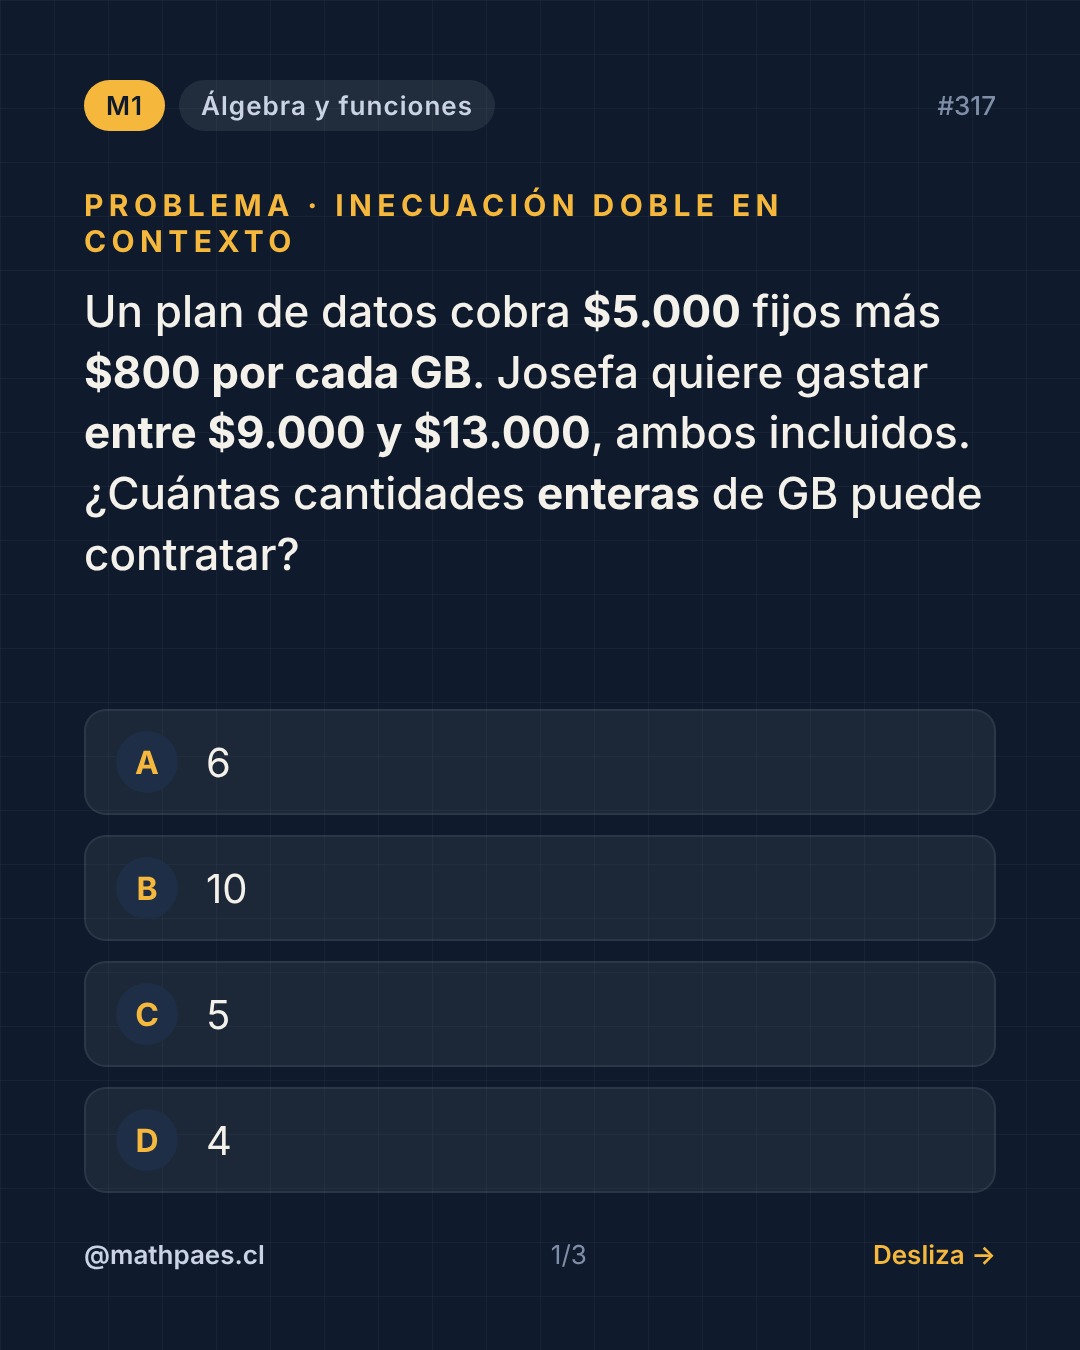 M1 Álgebra y funciones #317
PROBLEMA · INECUACIÓN DOBLE EN
CONTEXTO
Un plan de datos cobra $5.000 fijos más
$800 por cada GB. Josefa quiere gastar
entre $9.000 y $13.000, ambos incluidos.
¿Cuántas cantidades enteras de GB puede
contratar?
A 6
B 10
C 5
D 4
@mathpaes.cl 1/3 Desliza →